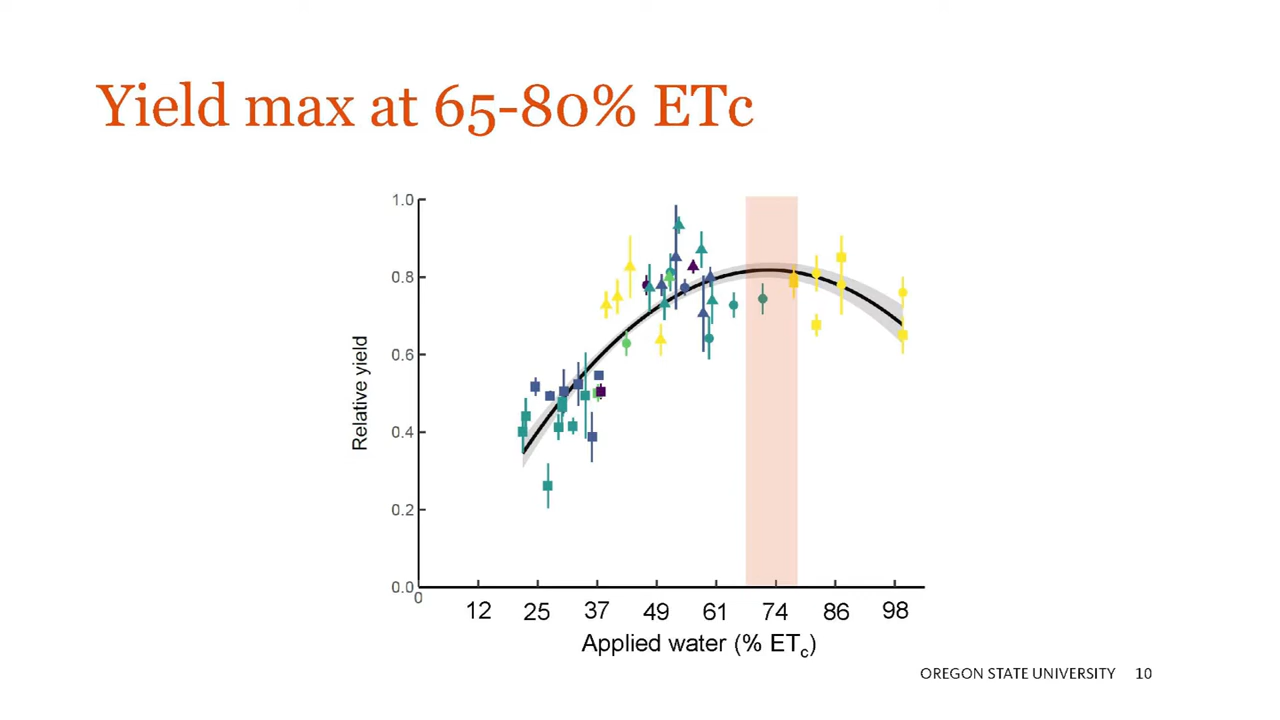 Yield max at 65-80% ETc
1.0
0.8
0.6
0.4
0.2
0.0
Relative yield
0 12 25 37 49 61 74 86 98
Applied water (% ETc)
OREGON STATE UNIVERSITY 10